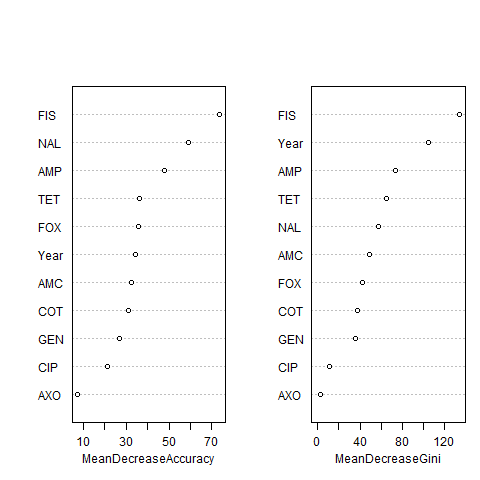 FIS
NAL
AMP
TET
FOX
Year
AMC
COT
GEN
CIP
AXO
10 30 50 70
MeanDecreaseAccuracy
FIS
Year
AMP
TET
NAL
AMC
FOX
COT
GEN
CIP
AXO
0 40 80 120
MeanDecreaseGini